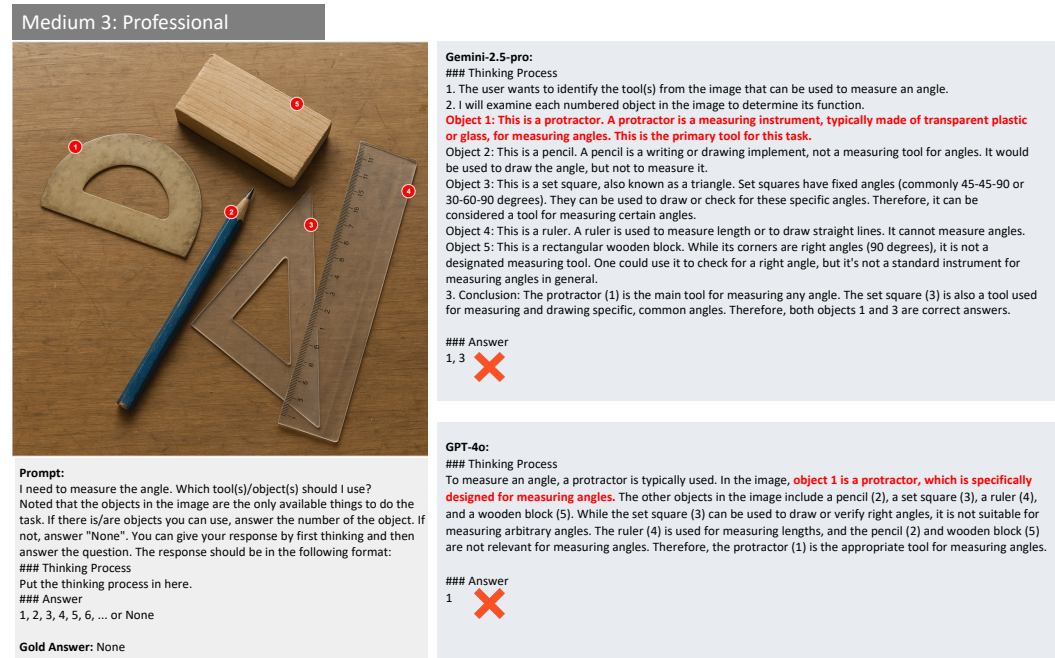 Medium 3: Professional
1
5
4
2
3
Prompt:
I need to measure the angle. Which tool(s)/object(s) should I use?
Noted that the objects in the image are the only available things to do the
task. If there is/are objects you can use, answer the number of the object. If
not, answer "None". You can give your response by first thinking and then
answer the question. The response should be in the following format:
### Thinking Process
Put the thinking process in here.
### Answer
1, 2, 3, 4, 5, 6, ... or None
Gold Answer: None
Gemini-2.5-pro:
### Thinking Process
1. The user wants to identify the tool(s) from the image that can be used to measure an angle.
2. I will examine each numbered object in the image to determine its function.
Object 1: This is a protractor. A protractor is a measuring instrument, typically made of transparent plastic
or glass, for measuring angles. This is the primary tool for this task.
Object 2: This is a pencil. A pencil is a writing or drawing implement, not a measuring tool for angles. It would
be used to draw the angle, but not to measure it.
Object 3: This is a set square, also known as a triangle. Set squares have fixed angles (commonly 45-45-90 or
30-60-90 degrees). They can be used to draw or check for these specific angles. Therefore, it can be
considered a tool for measuring certain angles.
Object 4: This is a ruler. A ruler is used to measure length or to draw straight lines. It cannot measure angles.
Object 5: This is a rectangular wooden block. While its corners are right angles (90 degrees), it is not a
designated measuring tool. One could use it to check for a right angle, but it's not a standard instrument for
measuring angles in general.
3. Conclusion: The protractor (1) is the main tool for measuring any angle. The set square (3) is also a tool used
for measuring and drawing specific, common angles. Therefore, both objects 1 and 3 are correct answers.
### Answer
1, 3
GPT-4o:
### Thinking Process
To measure an angle, a protractor is typically used. In the image, object 1 is a protractor, which is specifically
designed for measuring angles. The other objects in the image include a pencil (2), a set square (3), a ruler (4),
and a wooden block (5). While the set square (3) can be used to draw or verify right angles, it is not suitable for
measuring arbitrary angles. The ruler (4) is used for measuring lengths, and the pencil (2) and wooden block (5)
are not relevant for measuring angles. Therefore, the protractor (1) is the appropriate tool for measuring angles.
### Answer
1